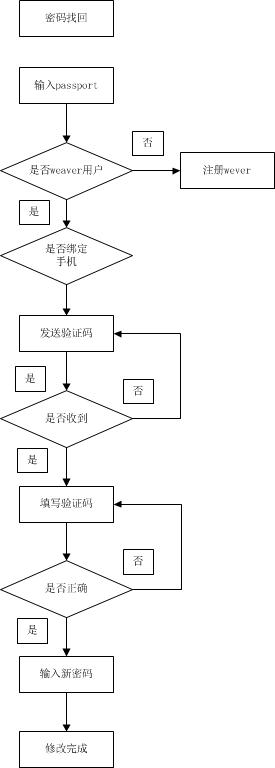 密码找回
输入passport
否
是否weaver用户
注册wever
是
是否绑定
手机
发送验证码
是
否
是否收到
是
填写验证码
否
是否正确
是
输入新密码
修改完成